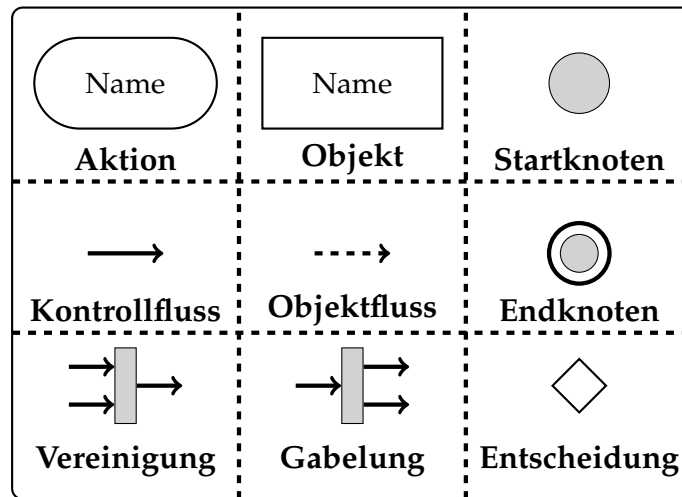 Name Name
Aktion Objekt Startknoten
Kontrollfluss Objektfluss Endknoten
Vereinigung Gabelung Entscheidung